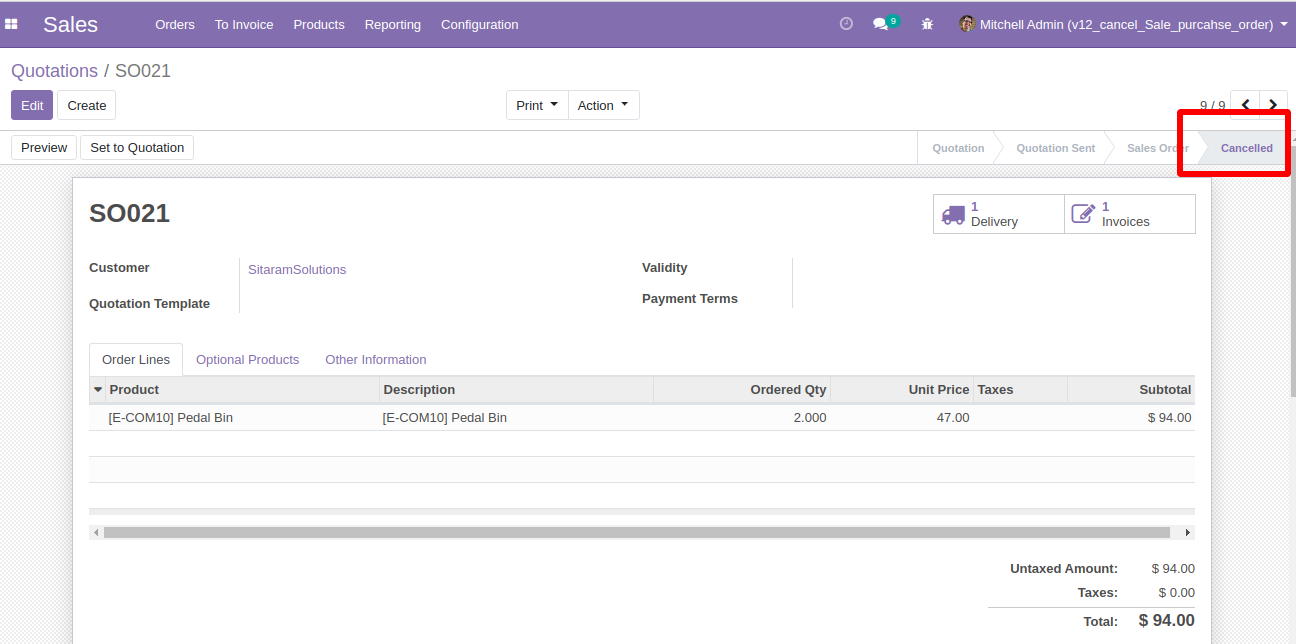 Sales Orders To Invoice Products Reporting Configuration 9 Mitchell Admin (v12_cancel_Sale_purcahse_order)
Quotations / SO021
Edit Create Print Action 9 / 9
Preview Set to Quotation Quotation Quotation Sent Sales Order Cancelled
SO021
1 Delivery
1 Invoices
Customer SitaramSolutions Validity
Quotation Template Payment Terms
Order Lines Optional Products Other Information
Product Description Ordered Qty Unit Price Taxes Subtotal
[E-COM10] Pedal Bin [E-COM10] Pedal Bin 2.000 47.00 $ 94.00
Untaxed Amount: $ 94.00
Taxes: $ 0.00
Total: $ 94.00